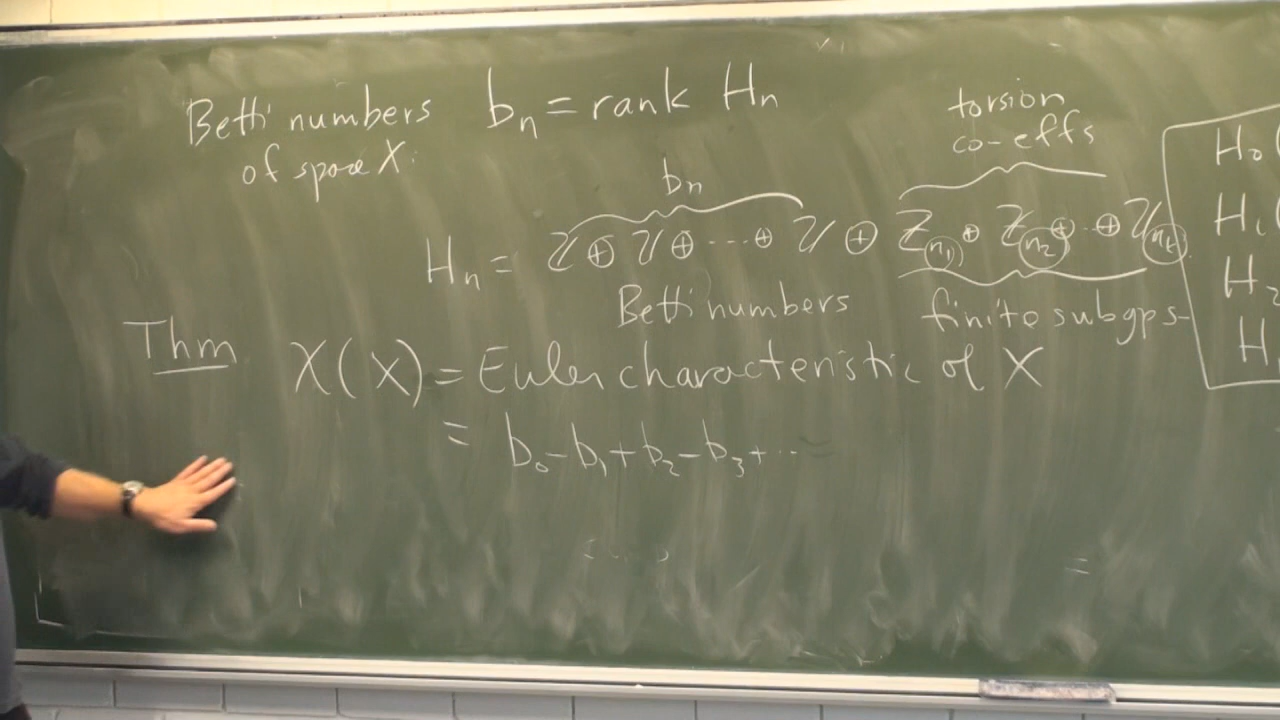 Betti numbers bₙ = rank Hₙ
of space X:
torsion
co-effs
bₙ
Hₙ = ℤ ⊕ ℤ ⊕ ⋯ ⊕ ℤ ⊕ ℤₙ₁ ⊕ ℤₙ₂ ⊕ ⋯ ⊕ ℤₙₖ
Betti numbers finite subgps
Thm χ(X) = Euler characteristic of X
= b₀ - b₁ + b₂ - b₃ + ⋯ =
H₀(
H₁(
H₂
H